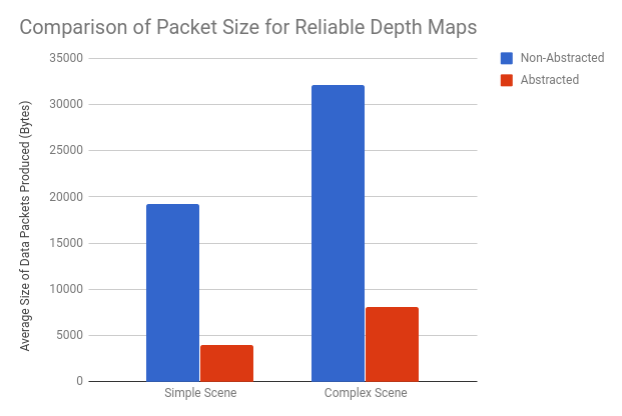 Comparison of Packet Size for Reliable Depth Maps
Average Size of Data Packets Produced (Bytes)
35000
30000
25000
20000
15000
10000
5000
0
Simple Scene
Complex Scene
Non-Abstracted
Abstracted